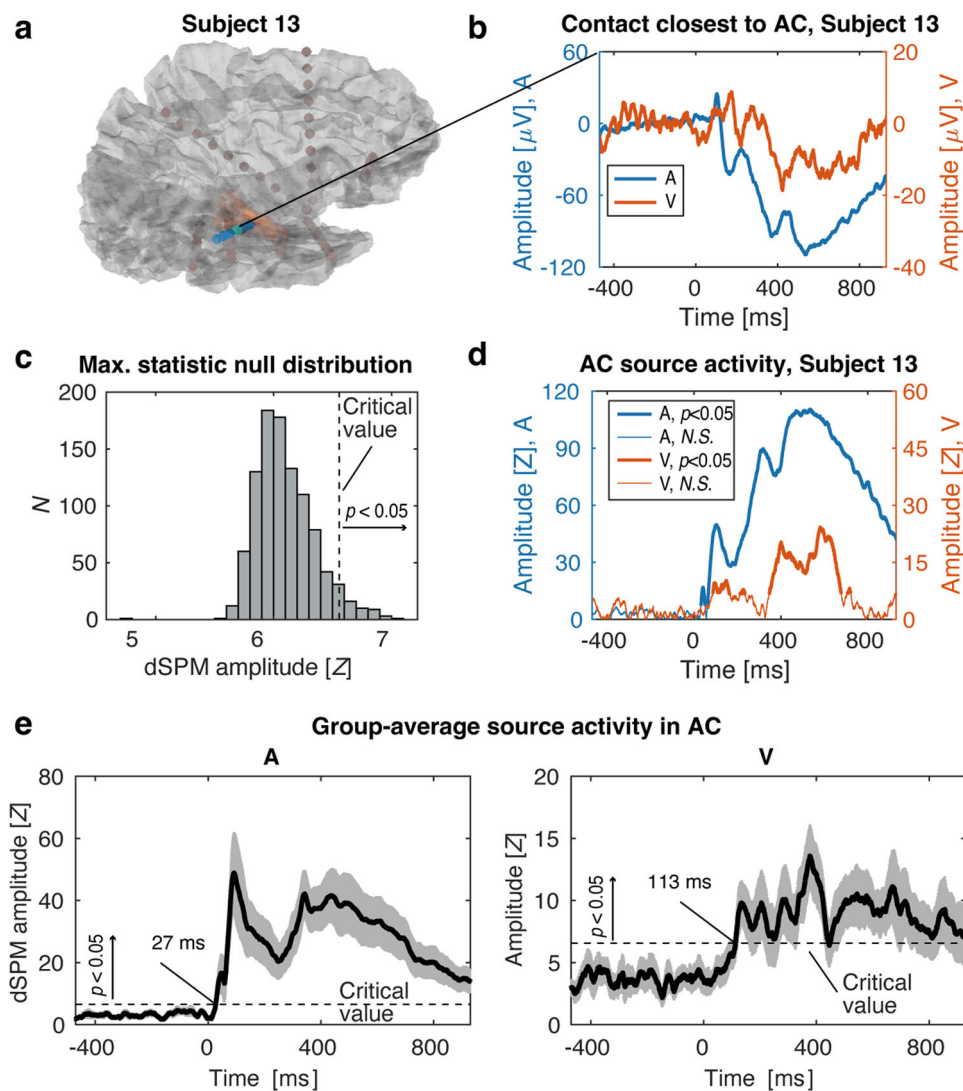 a
Subject 13
b
Contact closest to AC, Subject 13
60
0
-60
-120
Amplitude [μV], A
20
0
-20
-40
Amplitude [μV], V
A
V
-400
0
400
800
Time [ms]
c
Max. statistic null distribution
200
100
0
N
Critical
value
p < 0.05
5
6
7
dSPM amplitude [Z]
d
AC source activity, Subject 13
120
90
60
30
0
Amplitude [Z], A
60
45
30
15
0
Amplitude [Z], V
A, p<0.05
A, N.S.
V, p<0.05
V, N.S.
-400
0
400
800
Time [ms]
e
Group-average source activity in AC
A
80
60
40
20
0
dSPM amplitude [Z]
p < 0.05
27 ms
Critical
value
-400
0
400
800
Time [ms]
V
20
15
10
5
0
Amplitude [Z]
p < 0.05
113 ms
Critical
value
-400
0
400
800
Time [ms]